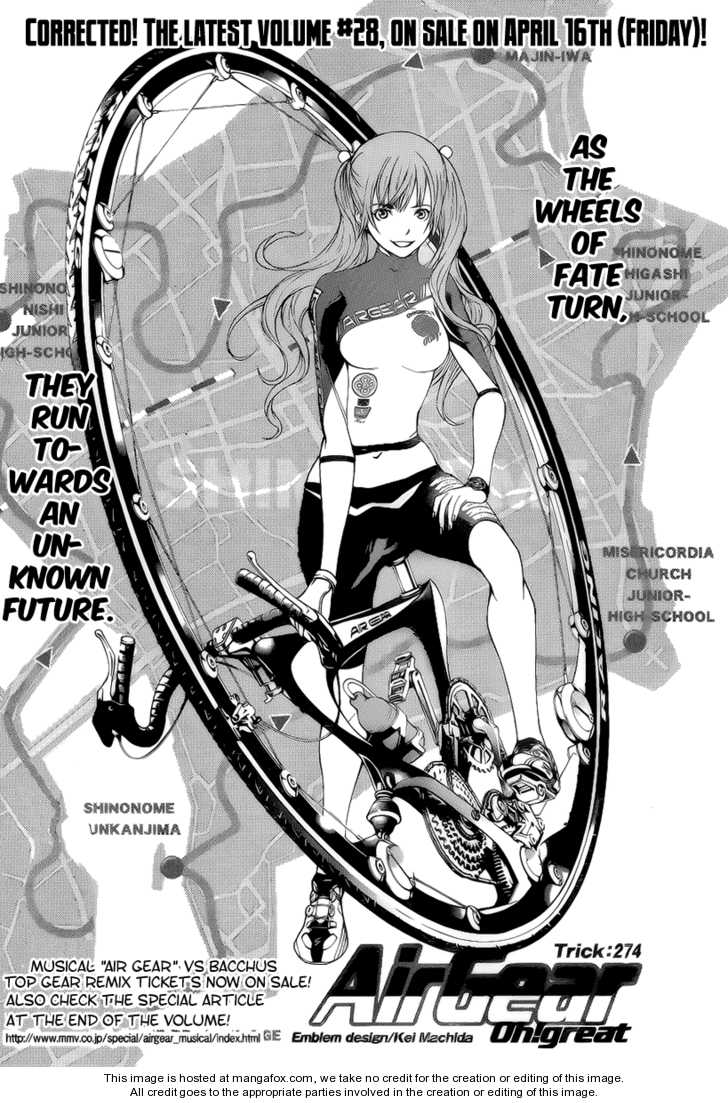 CORRECTED! THE LATEST VOLUME #28, ON SALE ON APRIL 16TH (FRIDAY)!
MAJIN-IWA
AS
THE
WHEELS
OF
FATE
TURN,
SHINONOME
HIGASHI
JUNIOR-
H-SCHOOL
SHINONO
NISHI
JUNIOR
HIGH-SCHO
AIRGEAR
THEY
RUN
TO-
WARDS
AN
UN-
KNOWN
FUTURE.
MISERICORDIA
CHURCH
JUNIOR-
HIGH-SCHOOL
AIR GEAR
SHINONOME
UNKANJIMA
Trick:274
AirGear
Oh!great
Emblem design/Kei Machida
MUSICAL "AIR GEAR" VS BACCHUS
TOP GEAR REMIX TICKETS NOW ON SALE!
ALSO CHECK THE SPECIAL ARTICLE
AT THE END OF THE VOLUME!
http://www.mmv.co.jp/special/airgear_musical/index.html
This image is hosted at mangafox.com, we take no credit for the creation or editing of this image.
All credit goes to the appropriate parties involved in the creation or editing of this image.